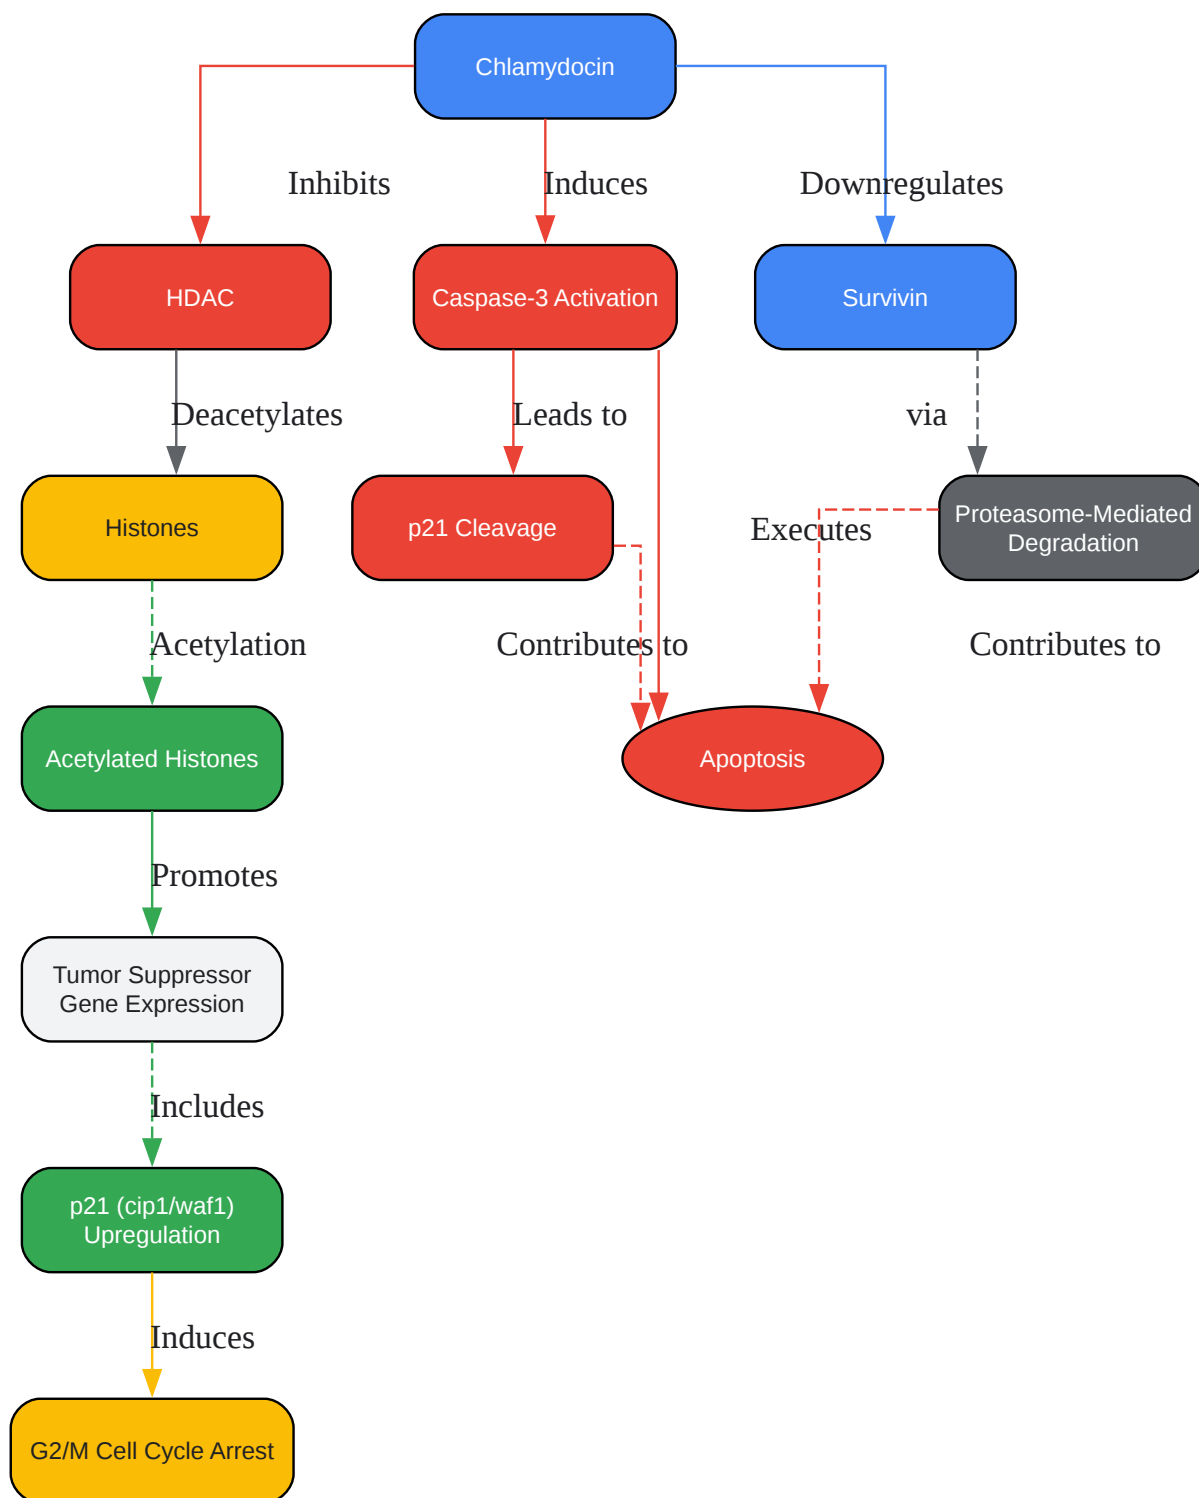 Chlamydocin
Inhibits
Induces
Downregulates
HDAC
Caspase-3 Activation
Survivin
Deacetylates
Leads to
via
Histones
p21 Cleavage
Executes
Proteasome-Mediated
Degradation
Acetylation
Contributes to
Contributes to
Acetylated Histones
Apoptosis
Promotes
Tumor Suppressor
Gene Expression
Includes
p21 (cip1/waf1)
Upregulation
Induces
G2/M Cell Cycle Arrest